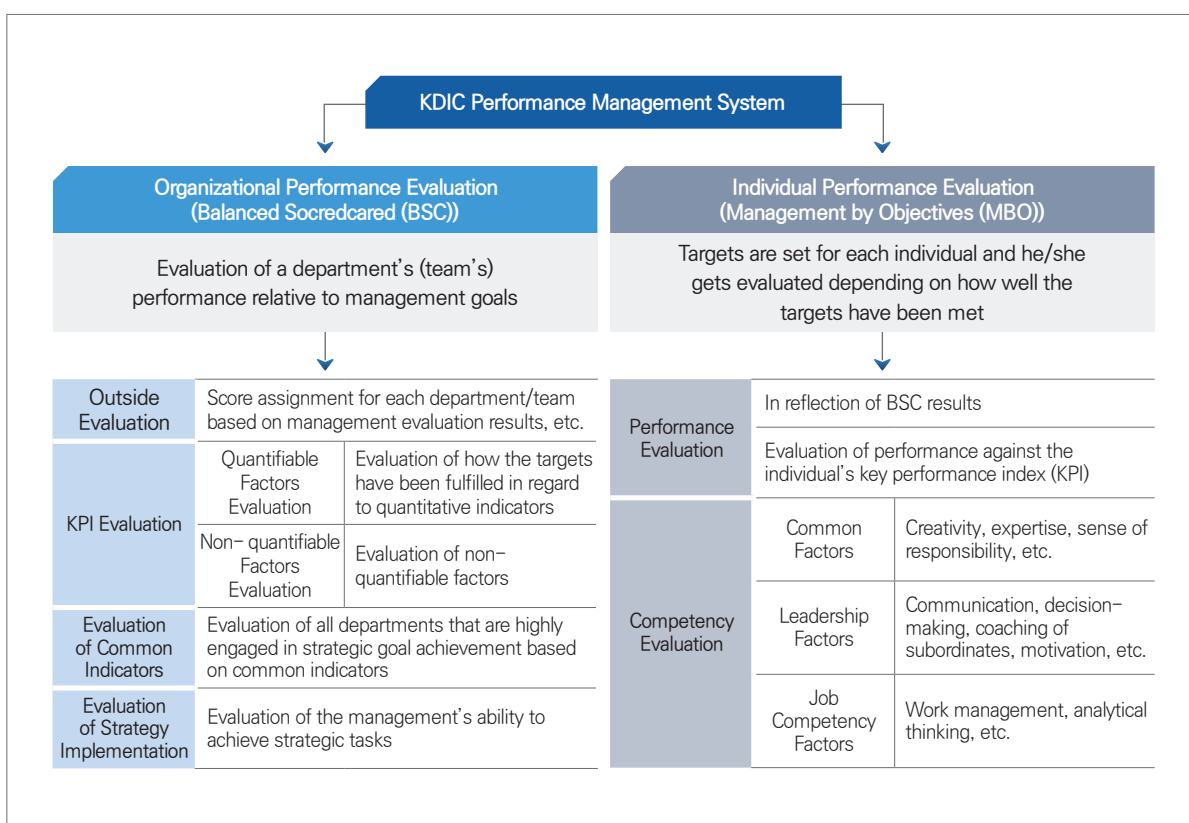 KDIC Performance Management System
Organizational Performance Evaluation
(Balanced Socredcared (BSC))
Evaluation of a department's (team's)
performance relative to management goals
Outside
Evaluation
Score assignment for each department/team
based on management evaluation results, etc.
KPI Evaluation
Quantifiable
Factors
Evaluation
Evaluation of how the targets
have been fulfilled in regard
to quantitative indicators
Non- quantifiable
Factors
Evaluation
Evaluation of non-
quantifiable factors
Evaluation
of Common
Indicators
Evaluation of all departments that are highly
engaged in strategic goal achievement based
on common indicators
Evaluation
of Strategy
Implementation
Evaluation of the management's ability to
achieve strategic tasks
Individual Performance Evaluation
(Management by Objectives (MBO))
Targets are set for each individual and he/she
gets evaluated depending on how well the
targets have been met
Performance
Evaluation
In reflection of BSC results
Evaluation of performance against the
individual's key performance index (KPI)
Competency
Evaluation
Common
Factors
Creativity, expertise, sense of
responsibility, etc.
Leadership
Factors
Communication, decision-
making, coaching of
subordinates, motivation, etc.
Job
Competency
Factors
Work management, analytical
thinking, etc.